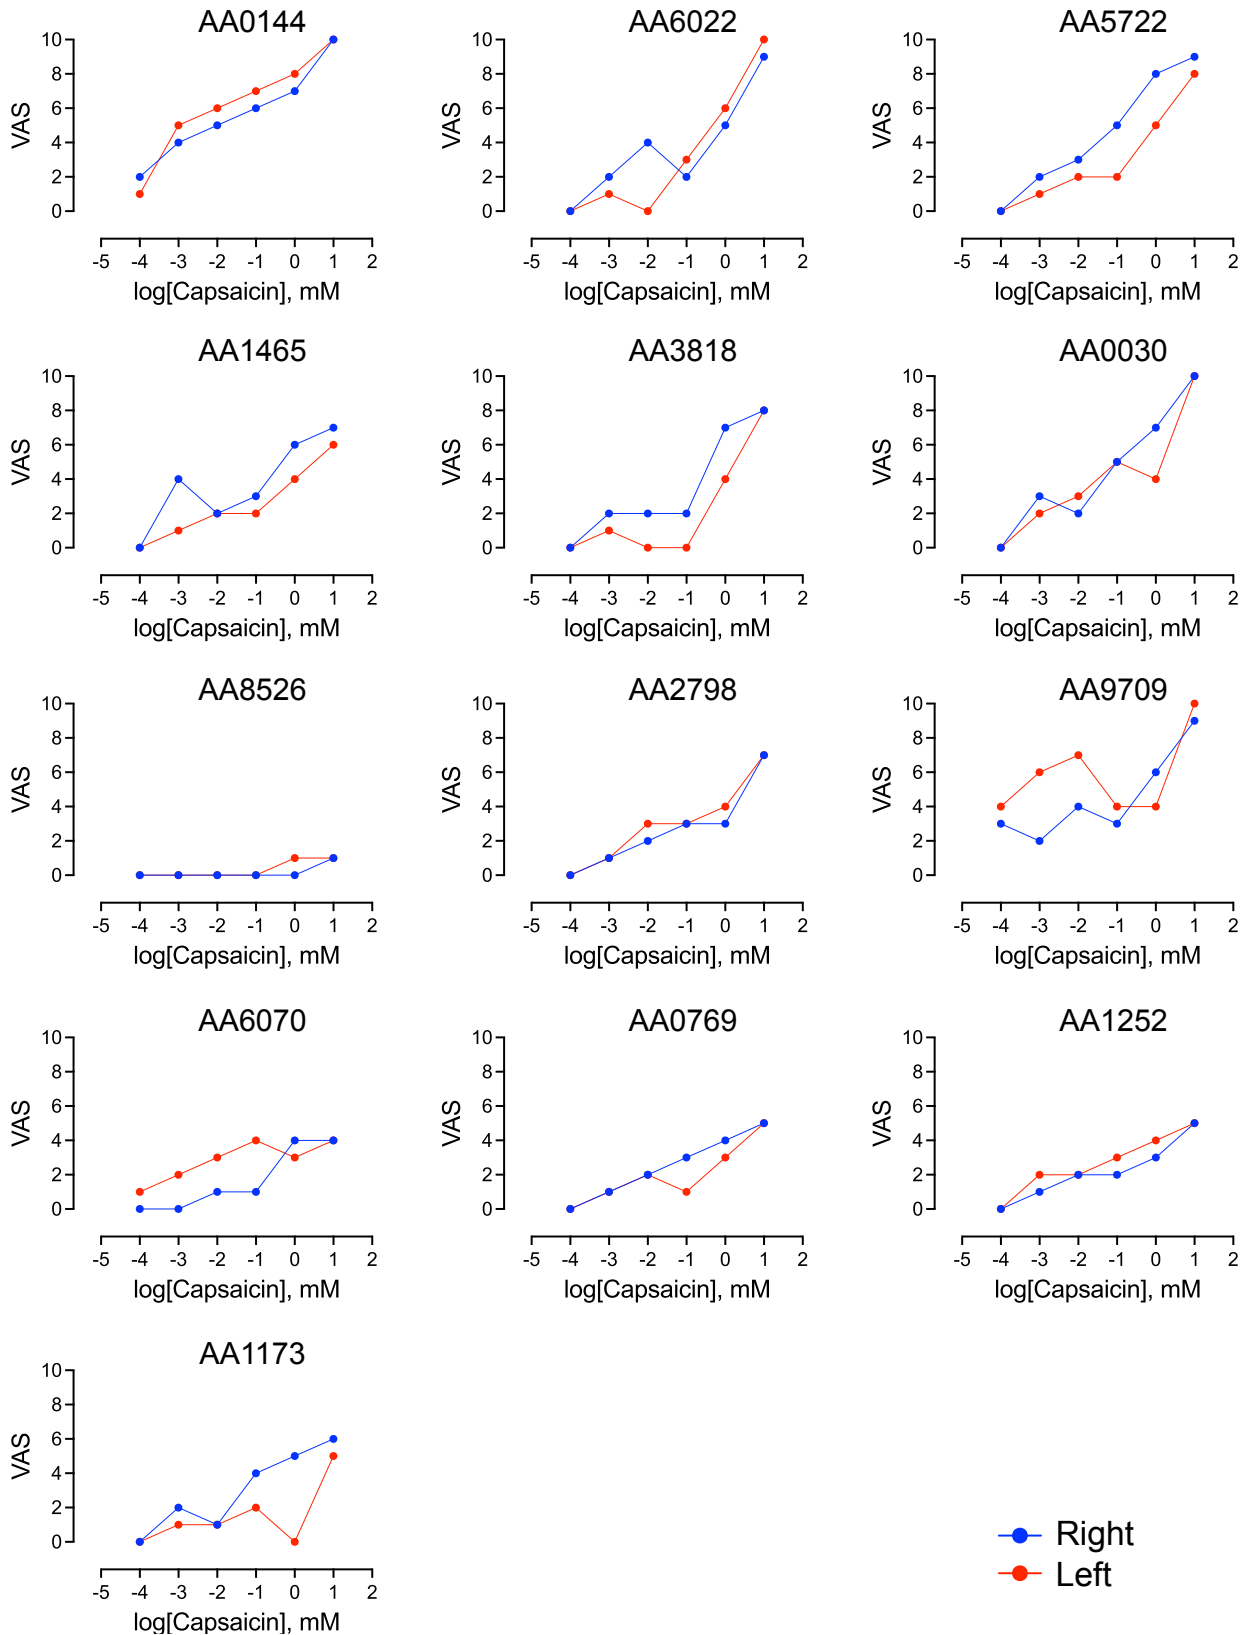 AA0144
AA6022
AA5722
10 8 6 4 2 0
VAS
-5 -4 -3 -2 -1 0 1 2
log[Capsaicin], mM
10 8 6 4 2 0
VAS
-5 -4 -3 -2 -1 0 1 2
log[Capsaicin], mM
10 8 6 4 2 0
VAS
-5 -4 -3 -2 -1 0 1 2
log[Capsaicin], mM
AA1465
AA3818
AA0030
10 8 6 4 2 0
VAS
-5 -4 -3 -2 -1 0 1 2
log[Capsaicin], mM
10 8 6 4 2 0
VAS
-5 -4 -3 -2 -1 0 1 2
log[Capsaicin], mM
10 8 6 4 2 0
VAS
-5 -4 -3 -2 -1 0 1 2
log[Capsaicin], mM
AA8526
AA2798
AA9709
10 8 6 4 2 0
VAS
-5 -4 -3 -2 -1 0 1 2
log[Capsaicin], mM
10 8 6 4 2 0
VAS
-5 -4 -3 -2 -1 0 1 2
log[Capsaicin], mM
10 8 6 4 2 0
VAS
-5 -4 -3 -2 -1 0 1 2
log[Capsaicin], mM
AA6070
AA0769
AA1252
10 8 6 4 2 0
VAS
-5 -4 -3 -2 -1 0 1 2
log[Capsaicin], mM
10 8 6 4 2 0
VAS
-5 -4 -3 -2 -1 0 1 2
log[Capsaicin], mM
10 8 6 4 2 0
VAS
-5 -4 -3 -2 -1 0 1 2
log[Capsaicin], mM
AA1173
10 8 6 4 2 0
VAS
-5 -4 -3 -2 -1 0 1 2
log[Capsaicin], mM
Right
Left